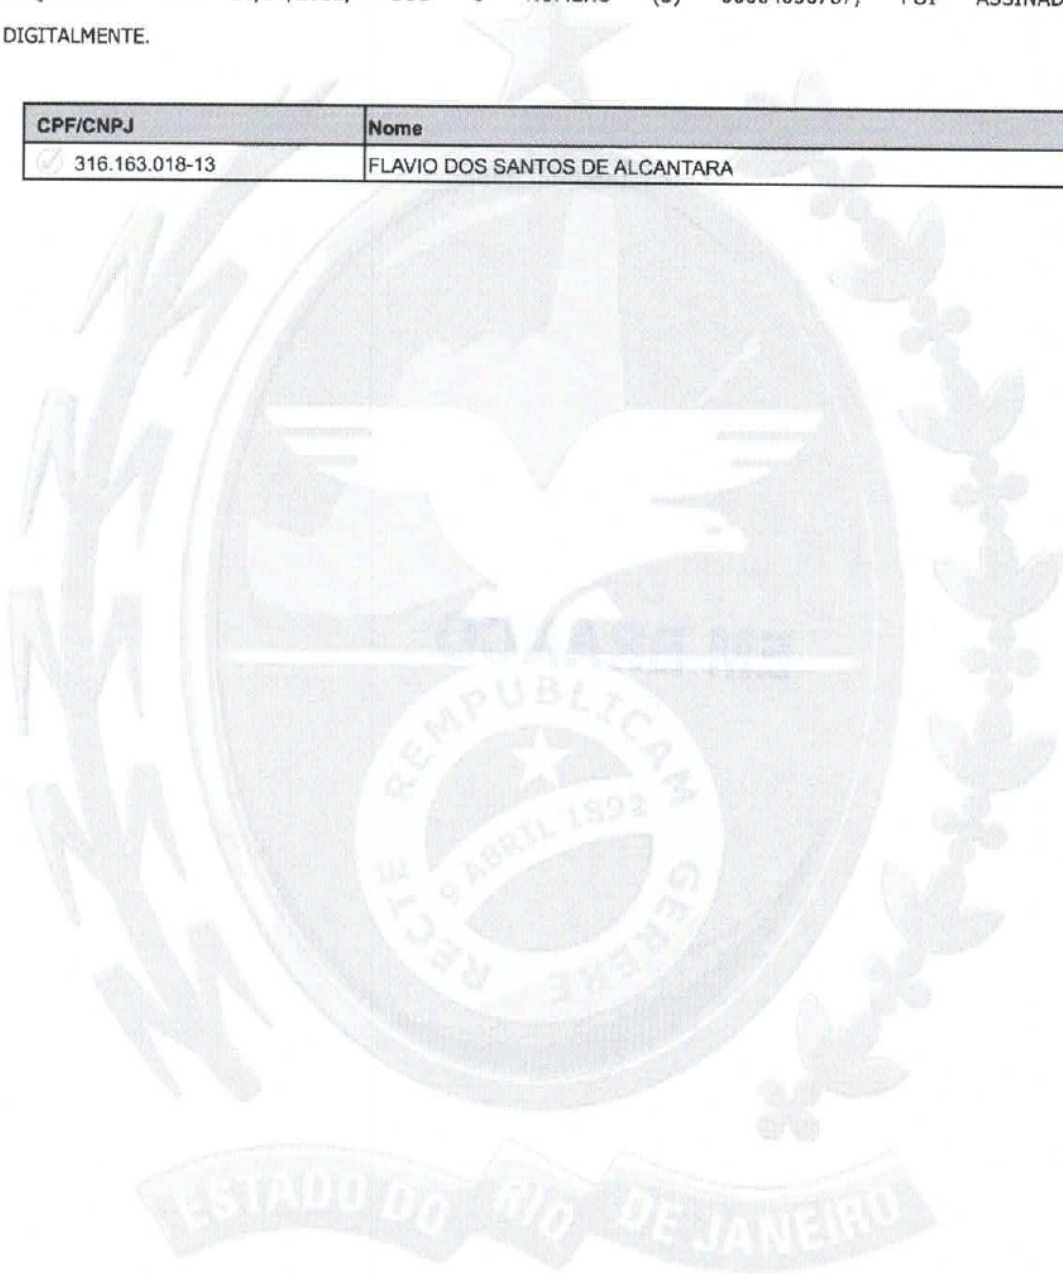 DIGITALMENTE.
CPF/CNPJ Nome
316.163.018-13 FLAVIO DOS SANTOS DE ALCANTARA
RECTE REMPUBLICAM GERERE
9 ABRIL 1892
ESTADO DO RIO DE JANEIRO